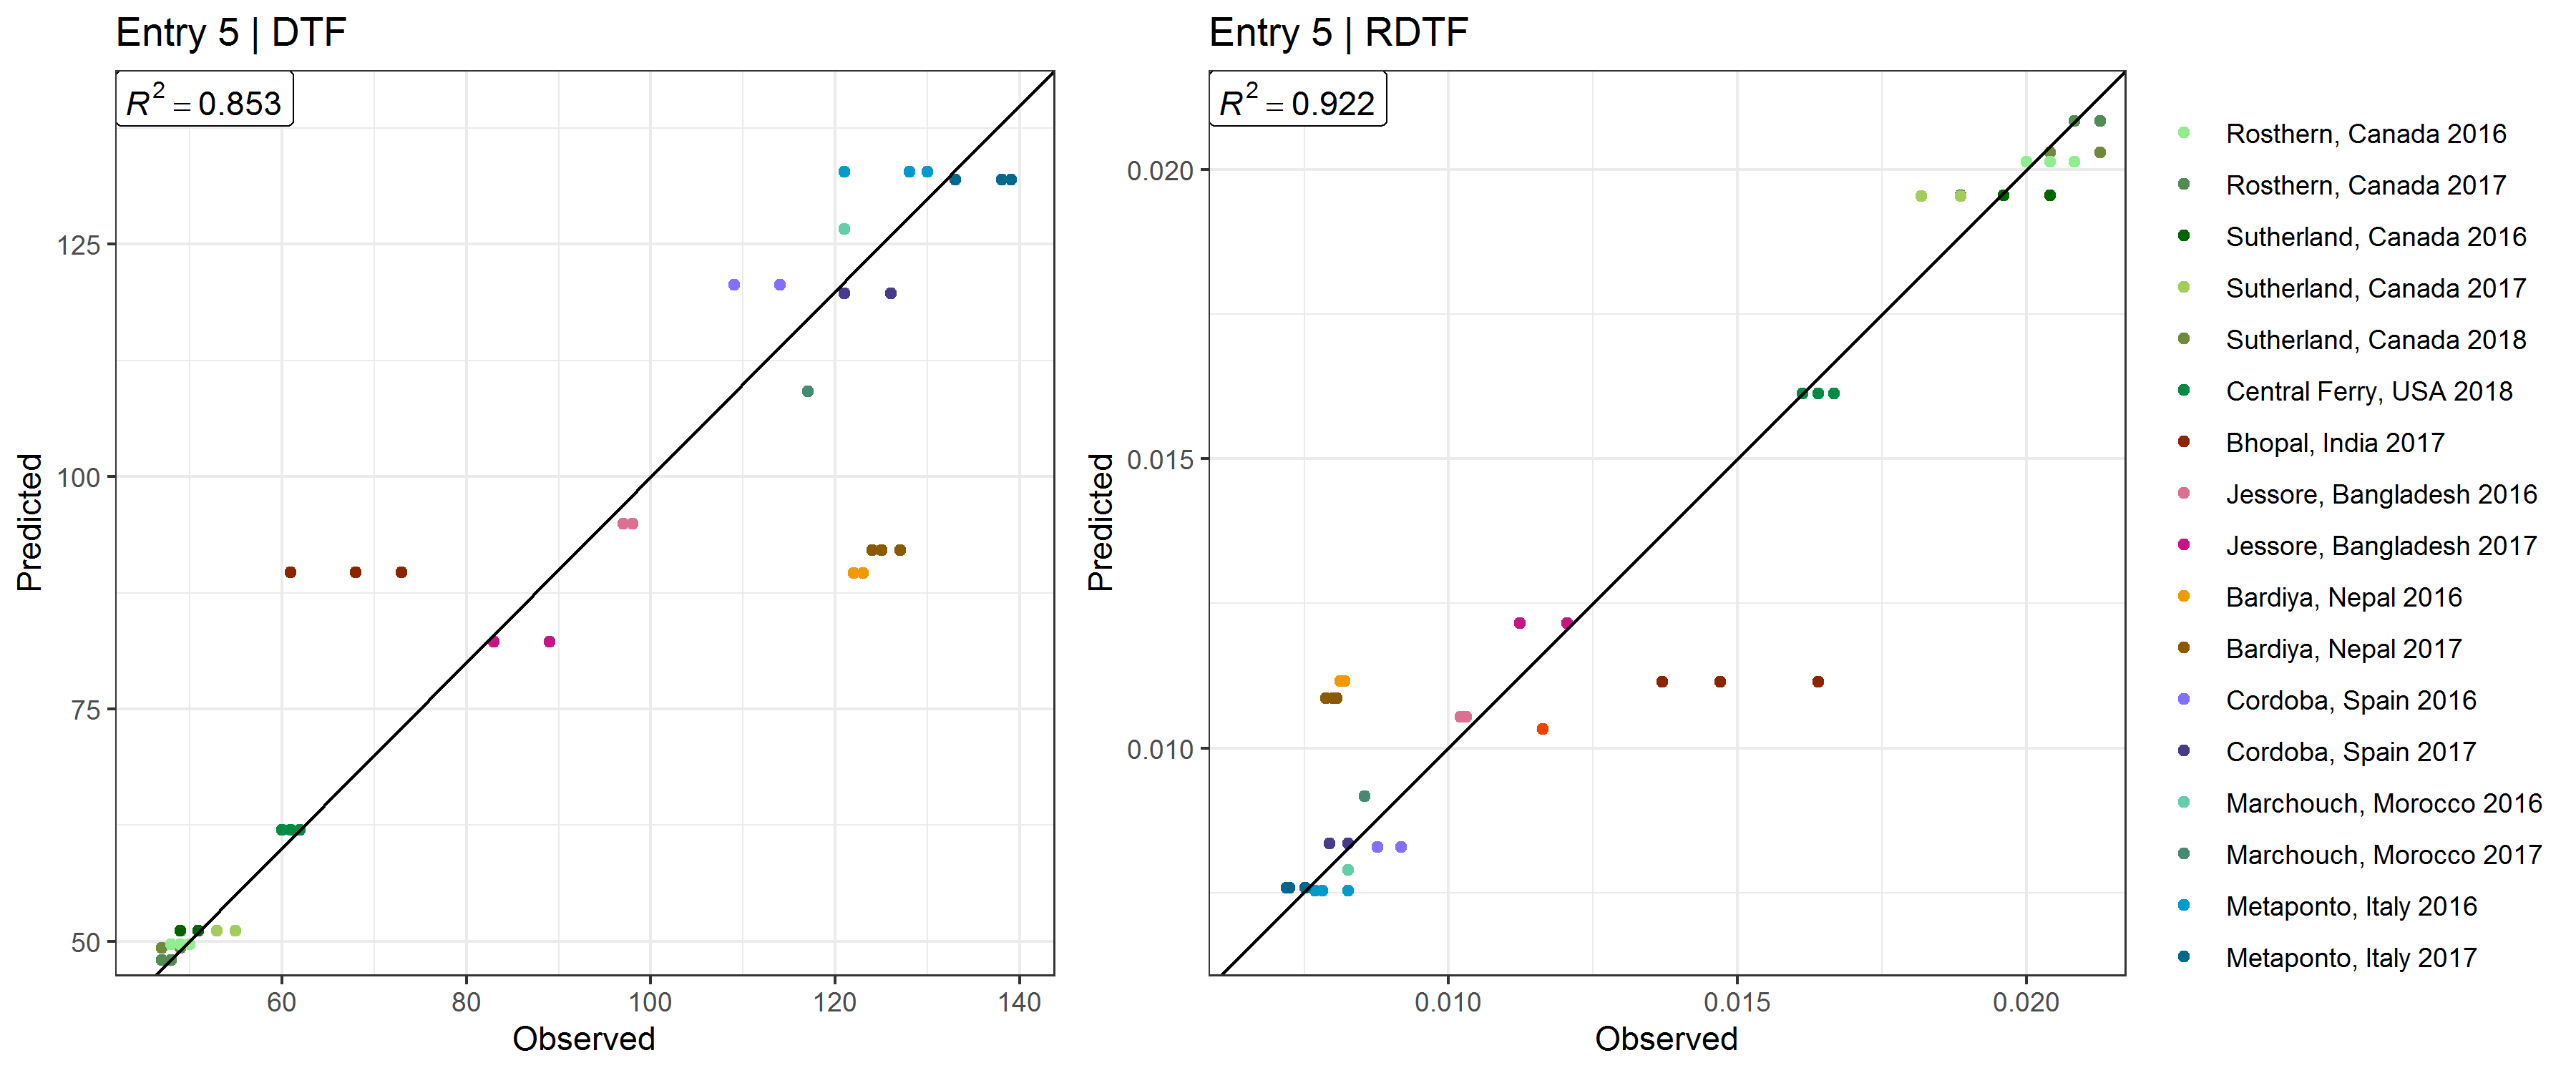 Entry 5 | DTF
R² = 0.853
125
100
75
50
60 80 100 120 140
Observed
Predicted
Entry 5 | RDTF
R² = 0.922
0.020
0.015
0.010
0.010 0.015 0.020
Observed
Predicted
Rosthern, Canada 2016
Rosthern, Canada 2017
Sutherland, Canada 2016
Sutherland, Canada 2017
Sutherland, Canada 2018
Central Ferry, USA 2018
Bhopal, India 2017
Jessore, Bangladesh 2016
Jessore, Bangladesh 2017
Bardiya, Nepal 2016
Bardiya, Nepal 2017
Cordoba, Spain 2016
Cordoba, Spain 2017
Marchouch, Morocco 2016
Marchouch, Morocco 2017
Metaponto, Italy 2016
Metaponto, Italy 2017